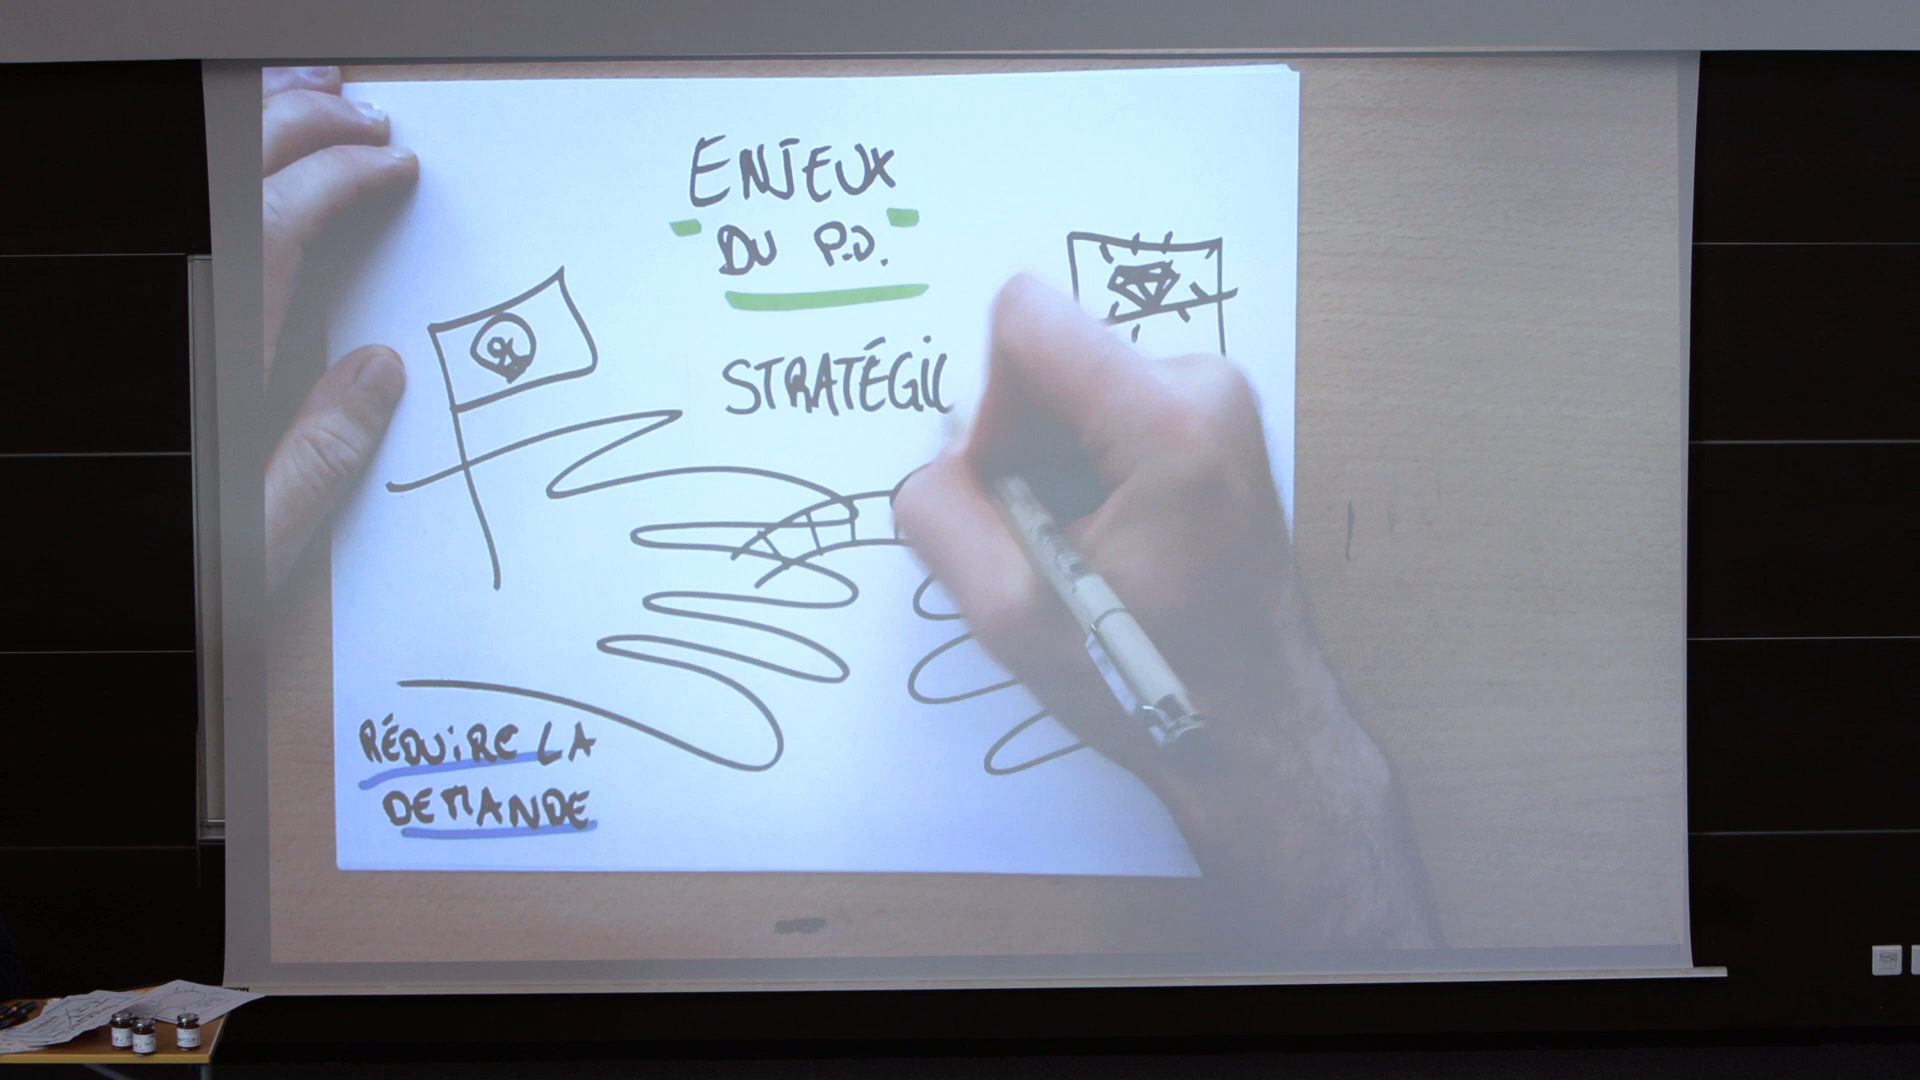 ENJEUX
DU P.D.
STRATÉGI
RÉDUIRE LA
DEMANDE